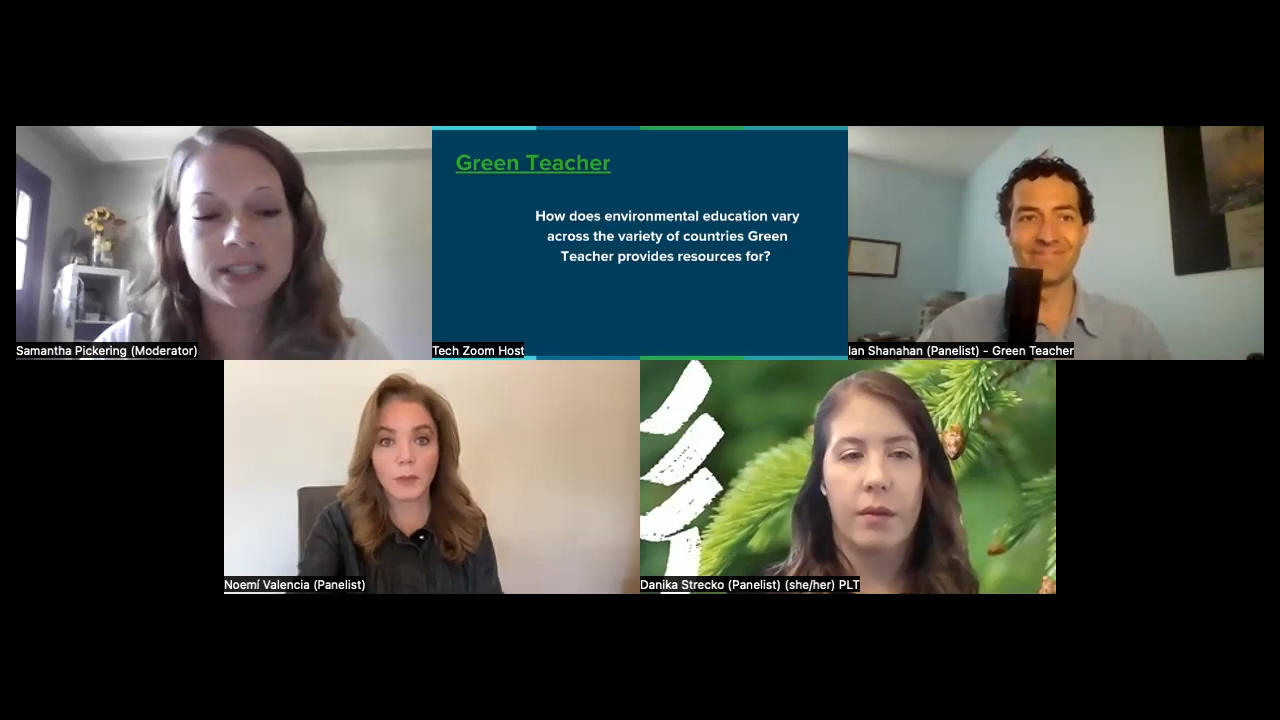 Green Teacher
How does environmental education vary
across the variety of countries Green
Teacher provides resources for?
Samantha Pickering (Moderator)
Tech Zoom Host
Ian Shanahan (Panelist) - Green Teacher
Noemí Valencia (Panelist)
Danika Strecko (Panelist) (she/her) PLT